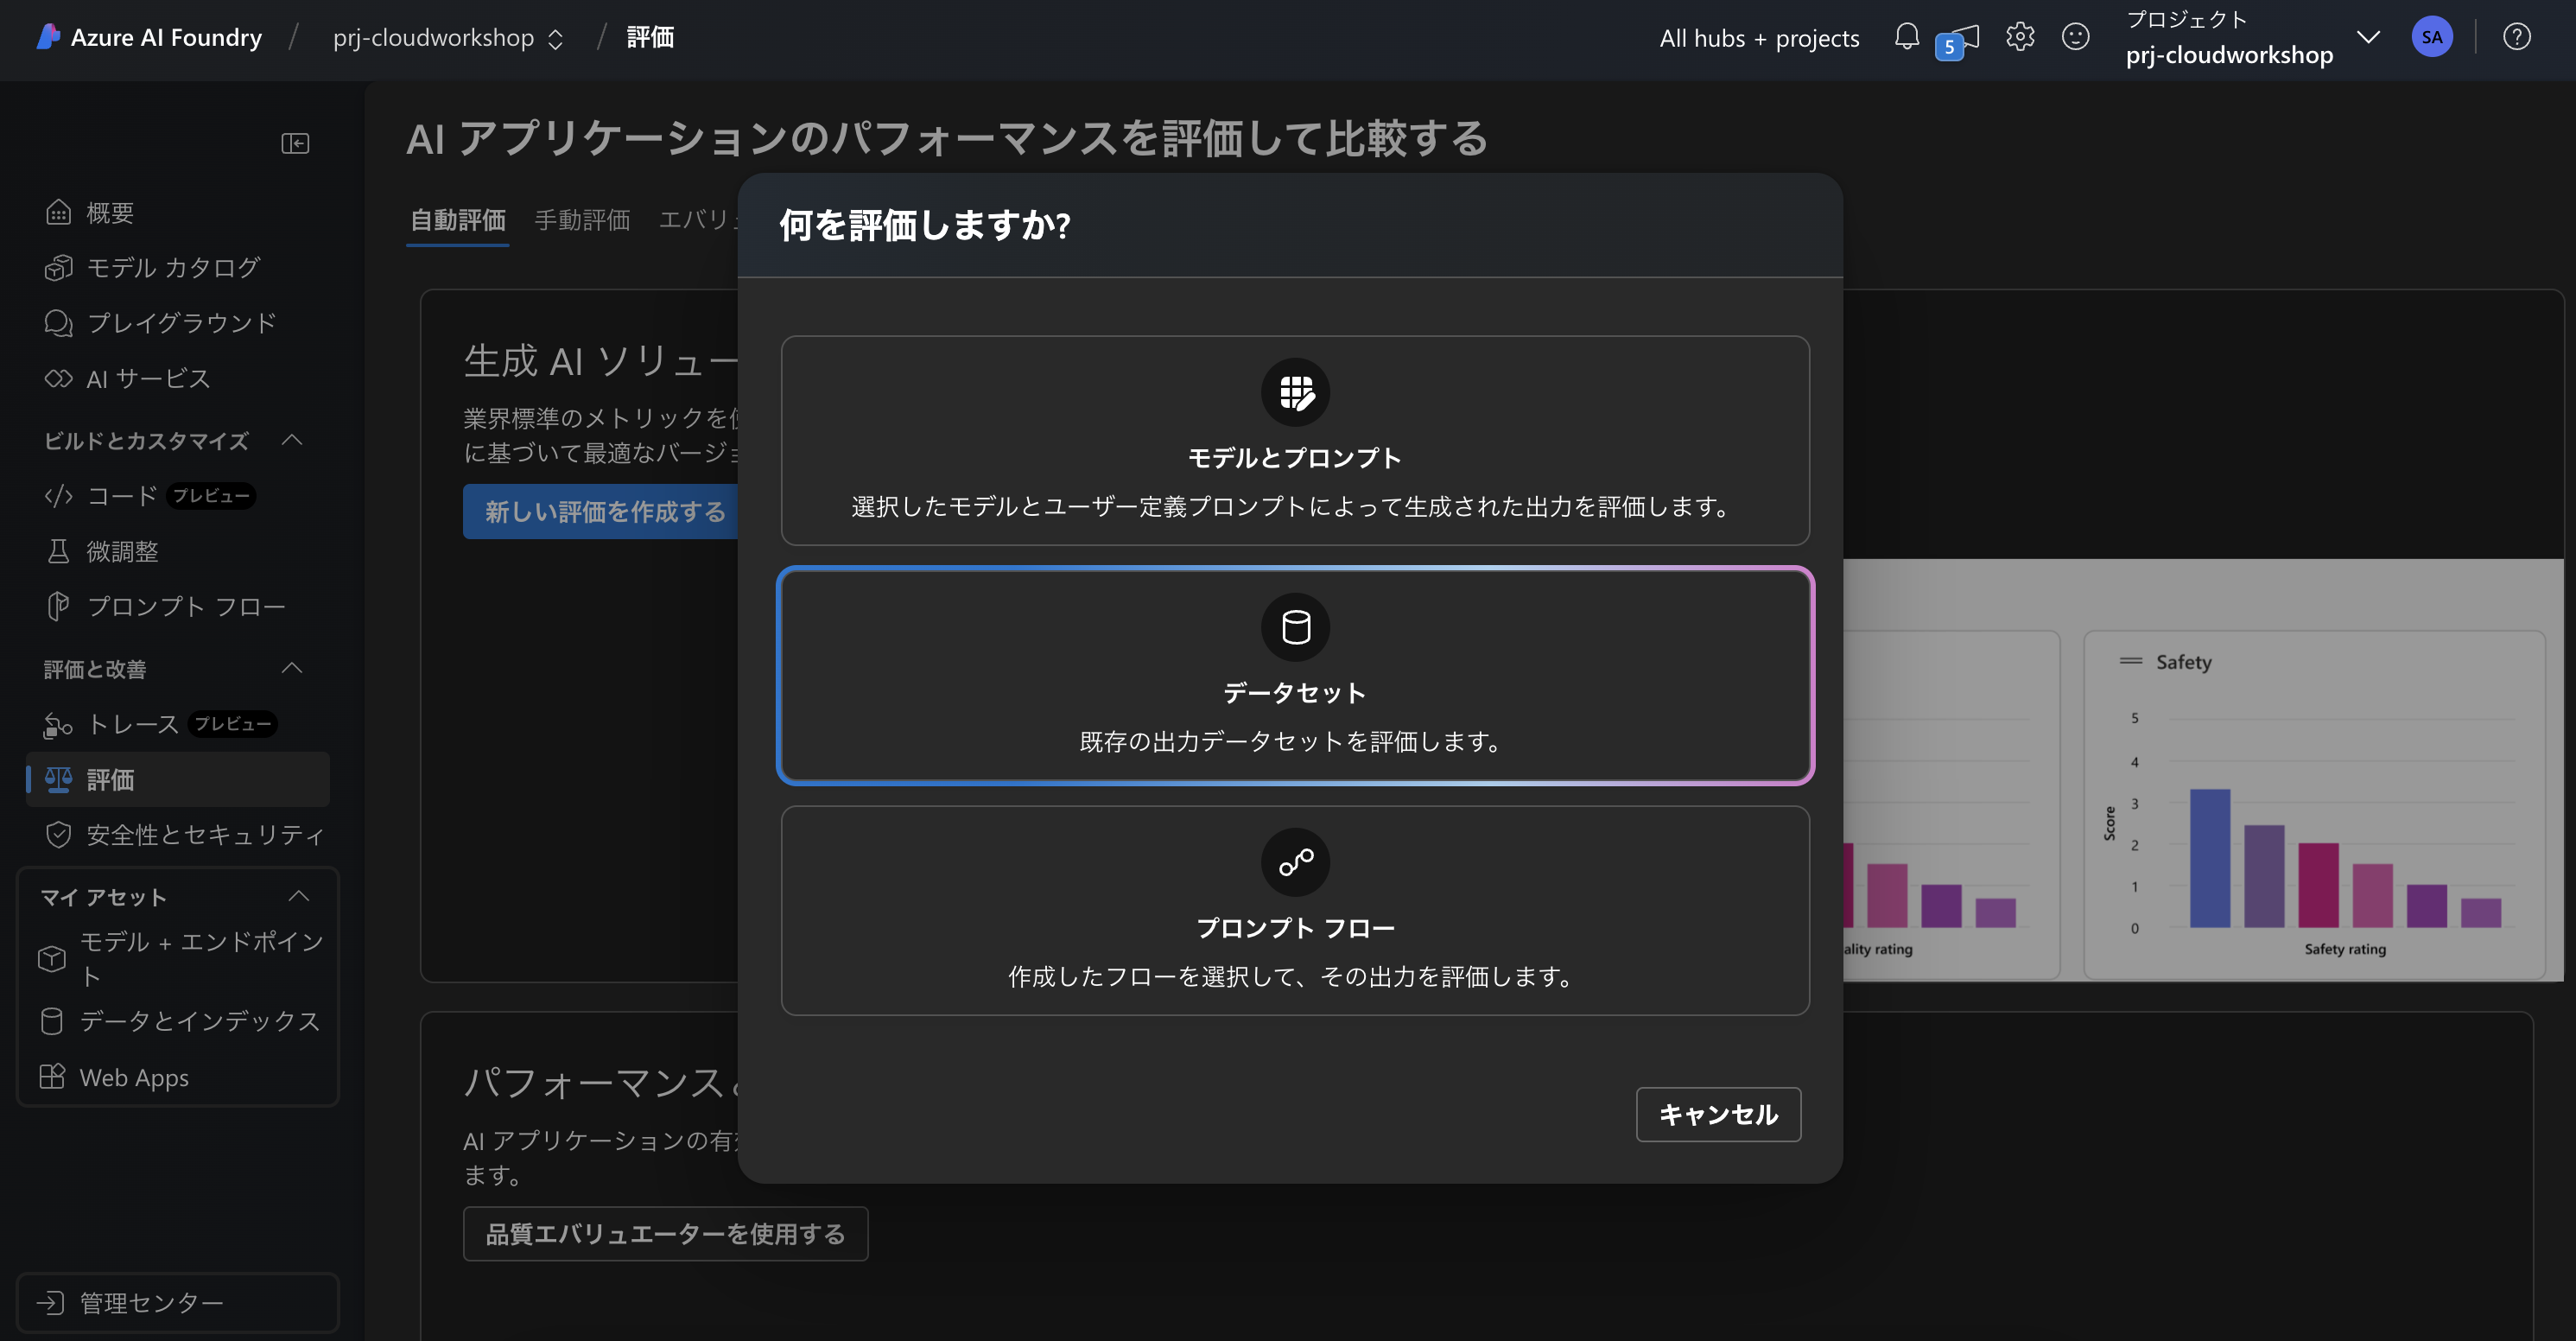 Azure AI Foundry / prj-cloudworkshop / 評価
All hubs + projects
5
プロジェクト
prj-cloudworkshop
SA
概要
モデル カタログ
プレイグラウンド
AI サービス
ビルドとカスタマイズ
コード プレビュー
微調整
プロンプト フロー
評価と改善
トレース プレビュー
評価
安全性とセキュリティ
マイ アセット
モデル + エンドポイン
ト
データとインデックス
Web Apps
管理センター
AI アプリケーションのパフォーマンスを評価して比較する
自動評価 手動評価 エバリュ
生成 AI ソリュー
業界標準のメトリックを
に基づいて最適なバージョ
新しい評価を作成する
何を評価しますか?
モデルとプロンプト
選択したモデルとユーザー定義プロンプトによって生成された出力を評価します。
データセット
既存の出力データセットを評価します。
プロンプト フロー
作成したフローを選択して、その出力を評価します。
キャンセル
ality rating
Safety
Score
5
4
3
2
1
0
Safety rating
パフォーマンス
AI アプリケーションの有
ます。
品質エバリュエーターを使用する